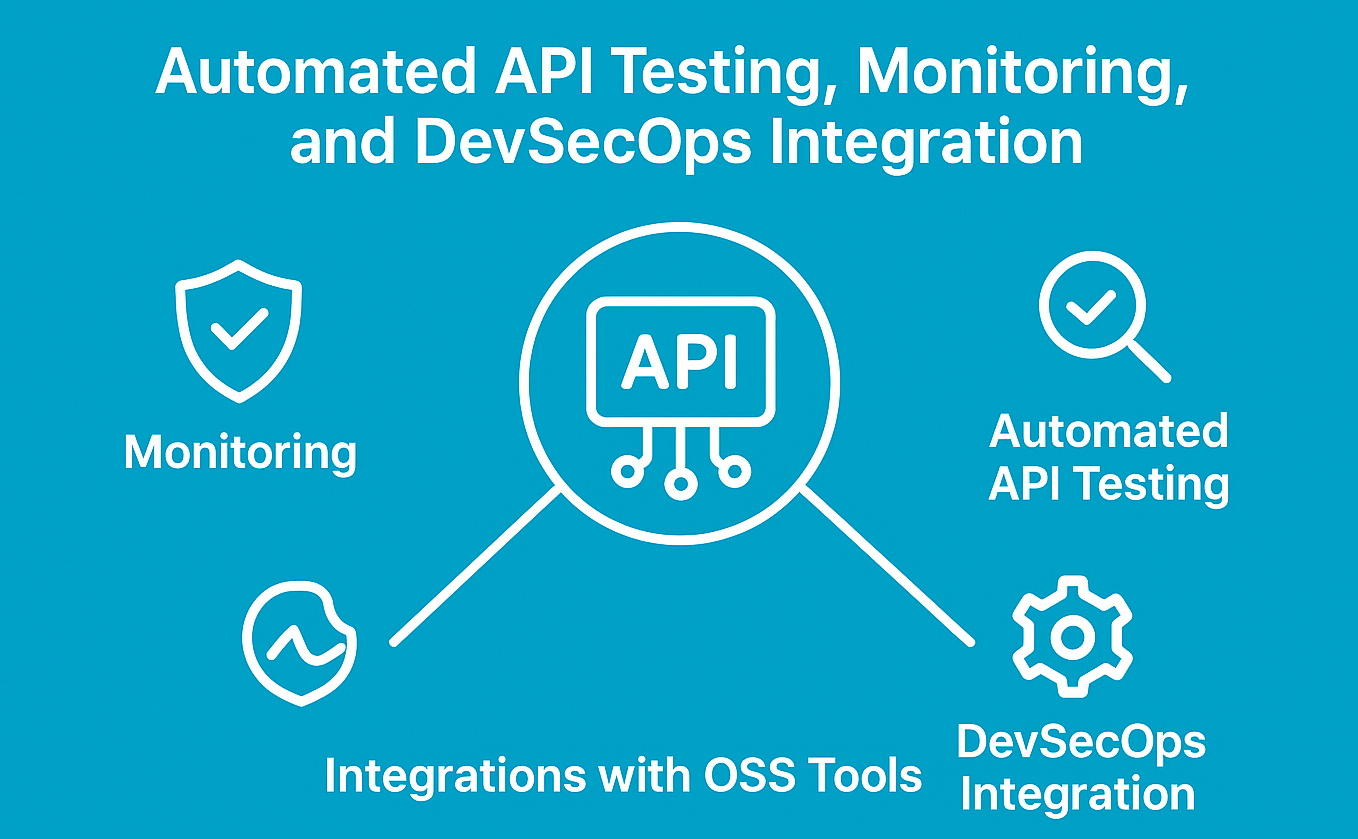 Automated API Testing, Monitoring,
and DevSecOps Integration
API
Monitoring
Automated
API Testing
Integrations with OSS Tools
DevSecOps
Integration